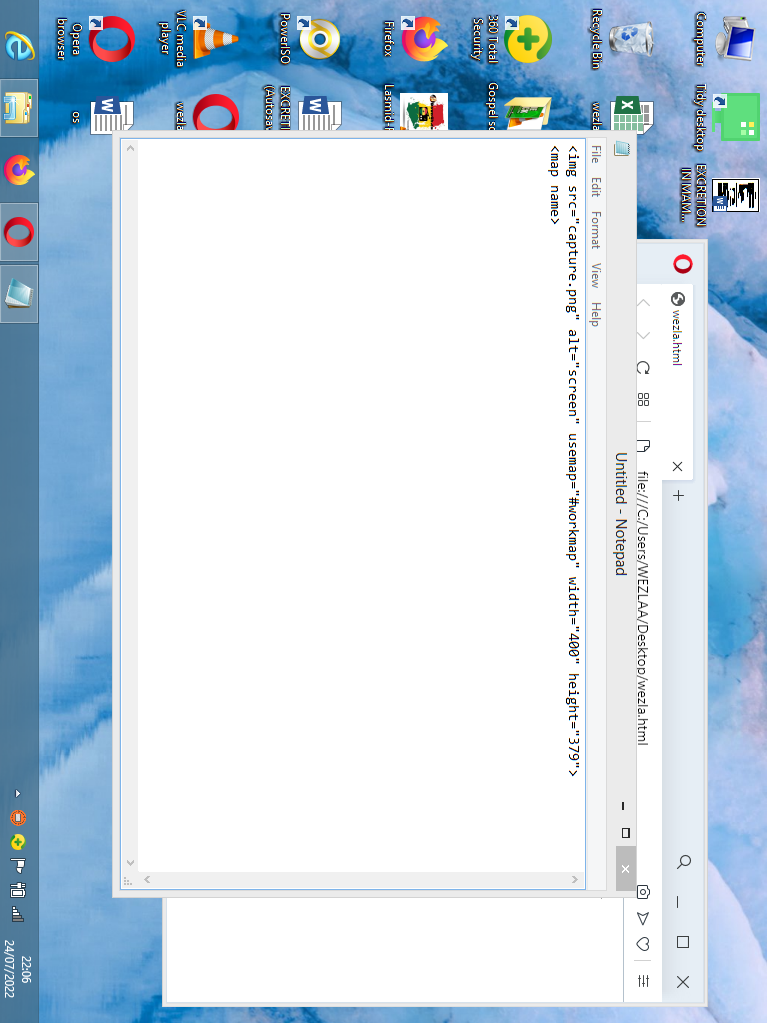 Computer
Recycle Bin
360 Total
Security
Firefox
PowerISO
VLC media
player
Opera
browser
Tidy desktop
wezla
Gospel sc
EXCRETI
(Autosav
wezla
os
EXCRETION
IN MAM...
wezla.html
file:///C:/Users/WEZLAA/Desktop/wezla.html
Untitled - Notepad
File Edit Format View Help
<img src="capture.png" alt="screen" usemap="#workmap" width="400" height="379">
<map name>
22:06
24/07/2022